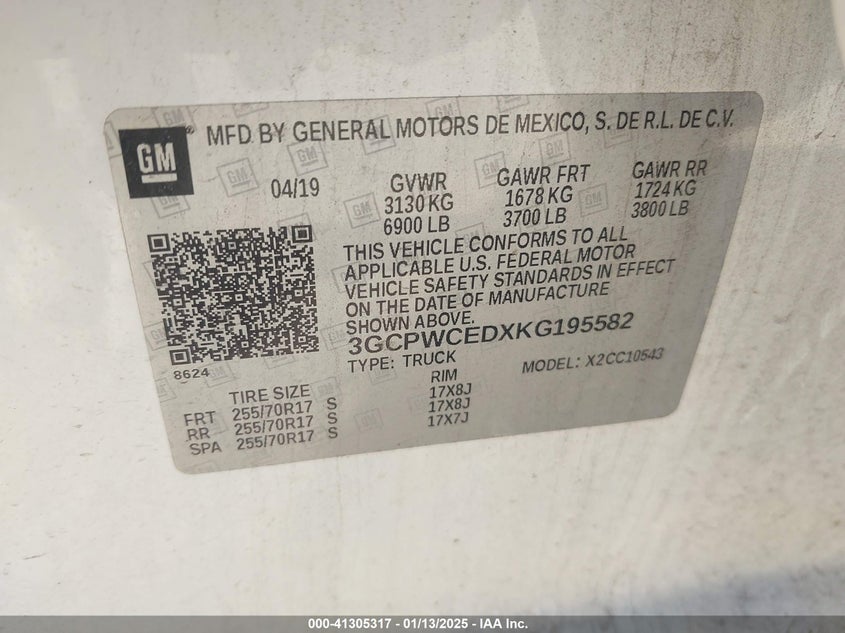 GM
MFD BY GENERAL MOTORS DE MEXICO, S. DE R.L. DE C.V.
04/19 GVWR GAWR FRT GAWR RR
3130 KG 1678 KG 1724 KG
6900 LB 3700 LB 3800 LB
THIS VEHICLE CONFORMS TO ALL
APPLICABLE U.S. FEDERAL MOTOR
VEHICLE SAFETY STANDARDS IN EFFECT
ON THE DATE OF MANUFACTURE
SHOWN ABOVE.
3GCPWCEDXKG195582
8624 TYPE: TRUCK MODEL: X2CC10543
TIRE SIZE RIM
FRT 255/70R17 S 17X8J
RR 255/70R17 S 17X8J
SPA 255/70R17 S 17X7J
000-41305317 - 01/13/2025 - IAA Inc.